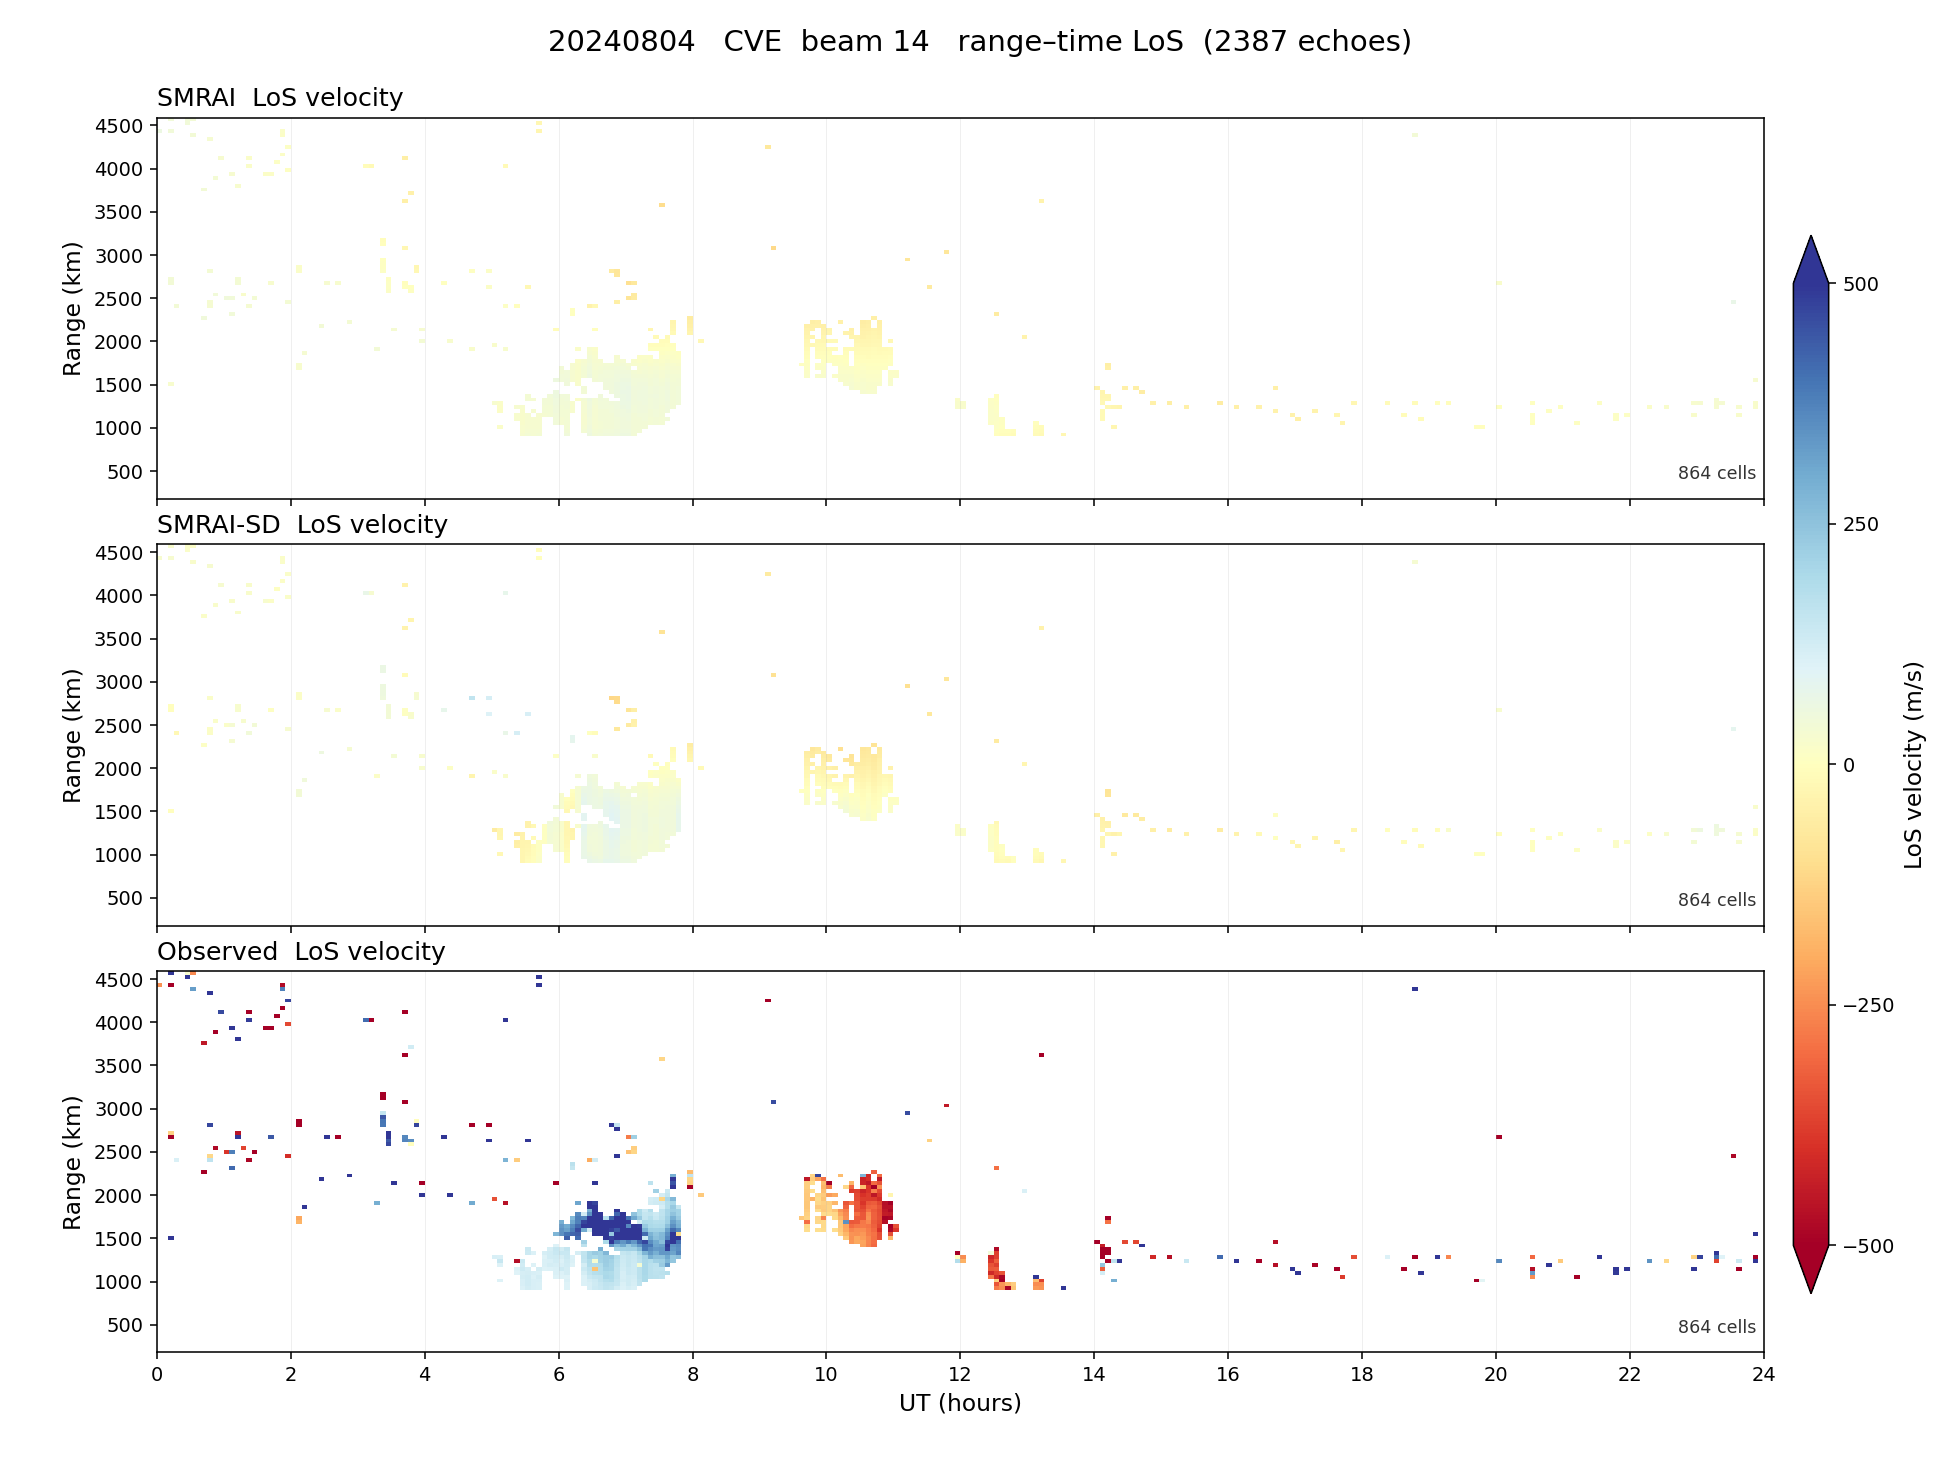 20240804   CVE  beam 14   range–time LoS  (2387 echoes)
SMRAI  LoS velocity
4500
4000
3500
3000
2500
2000
1500
1000
500
Range (km)
864 cells
SMRAI-SD  LoS velocity
4500
4000
3500
3000
2500
2000
1500
1000
500
Range (km)
864 cells
Observed  LoS velocity
4500
4000
3500
3000
2500
2000
1500
1000
500
Range (km)
864 cells
0 2 4 6 8 10 12 14 16 18 20 22 24
UT (hours)
500
250
0
−250
−500
LoS velocity (m/s)